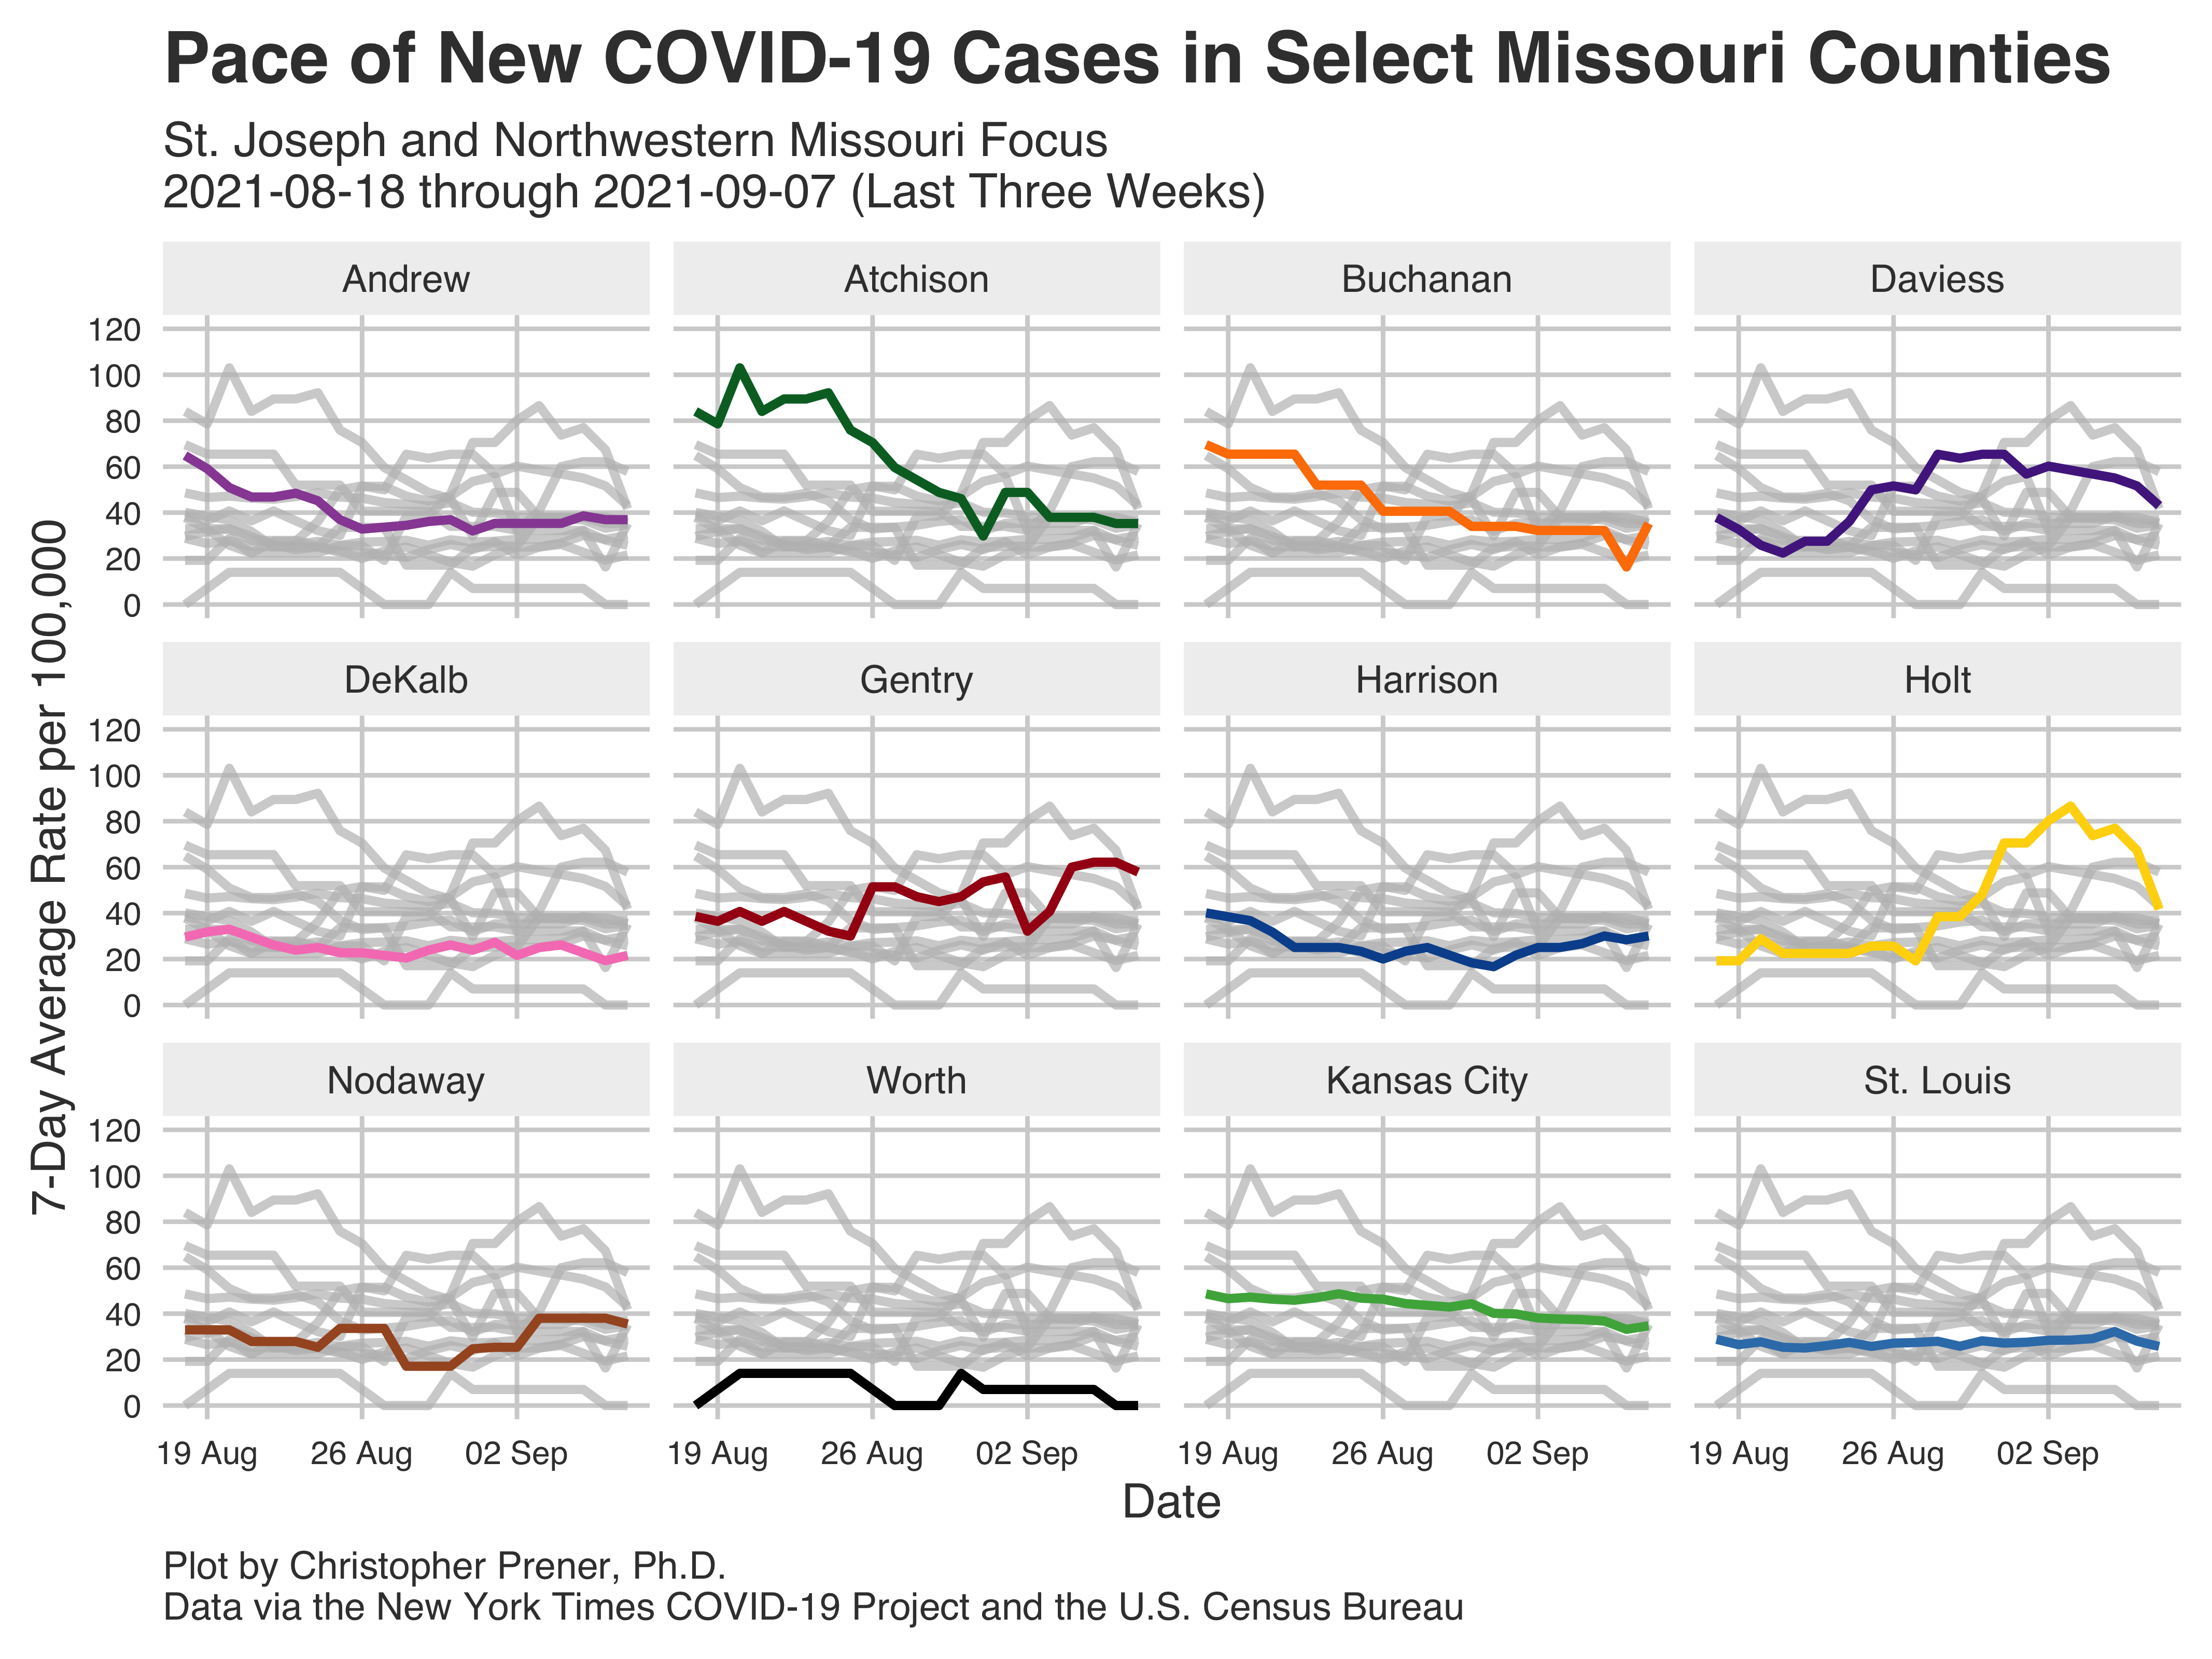 Pace of New COVID-19 Cases in Select Missouri Counties
St. Joseph and Northwestern Missouri Focus
2021-08-18 through 2021-09-07 (Last Three Weeks)
Andrew
Atchison
Buchanan
Daviess
120
100
80
60
40
20
0
DeKalb
Gentry
Harrison
Holt
120
100
80
60
40
20
0
Nodaway
Worth
Kansas City
St. Louis
120
100
80
60
40
20
0
7-Day Average Rate per 100,000
19 Aug 26 Aug 02 Sep
19 Aug 26 Aug 02 Sep
19 Aug 26 Aug 02 Sep
19 Aug 26 Aug 02 Sep
Date
Plot by Christopher Prener, Ph.D.
Data via the New York Times COVID-19 Project and the U.S. Census Bureau